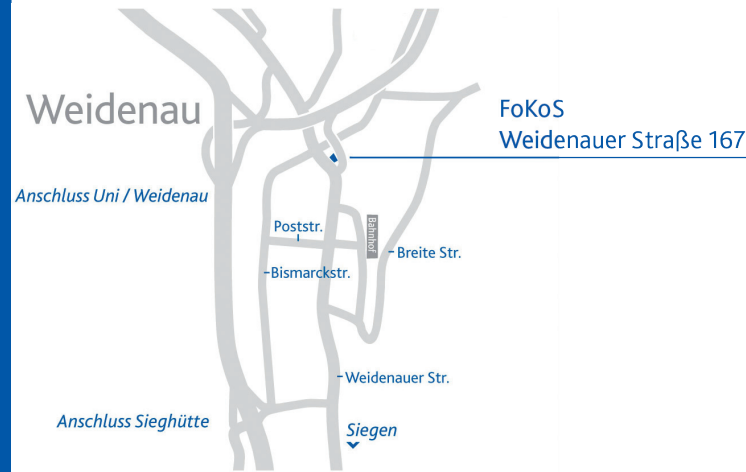 Weidenau
FoKoS
Weidenauer Straße 167
Anschluss Uni / Weidenau
Poststr.
Bahnhof
Breite Str.
Bismarckstr.
Weidenauer Str.
Anschluss Sieghütte
Siegen